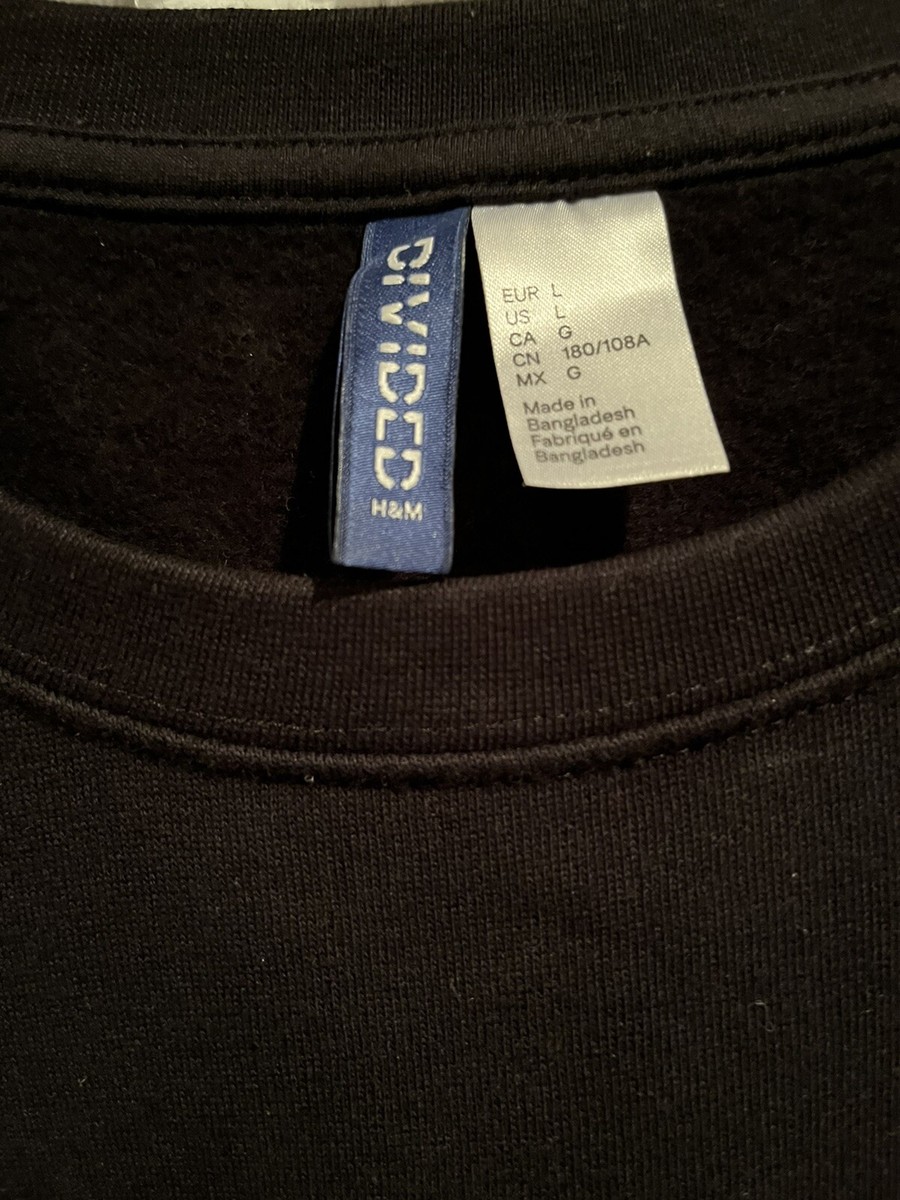 DIVIDED
H&M
EUR L
US L
CA G
CN 180/108A
MX G
Made in
Bangladesh
Fabriqué en
Bangladesh